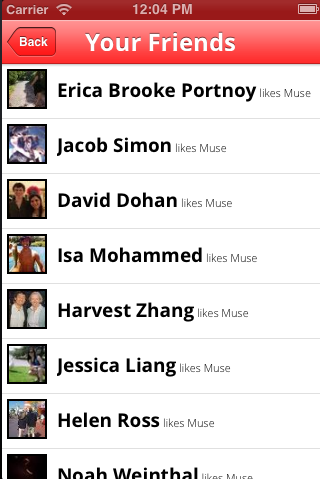 Carrier 12:04 PM
Back Your Friends
Erica Brooke Portnoy likes Muse
Jacob Simon likes Muse
David Dohan likes Muse
Isa Mohammed likes Muse
Harvest Zhang likes Muse
Jessica Liang likes Muse
Helen Ross likes Muse
Noah Weinthal likes Muse